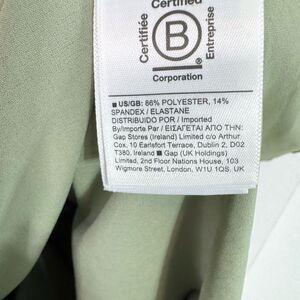 Certified
Certifiée
Entreprise
B
Corporation
■ US/GB: 86% POLYESTER, 14%
SPANDEX / ELASTANE
DISTRIBUIDO POR / Imported
By/Importe Par / ΕΙΣΑΓΕΤΑΙ ΑΠΟ:
Gap Stores (Ireland) Limited c/o Arthur
Cox, 10 Earlsfort Terrace, Dublin 2, D02
T380, Ireland ■ Gap (UK Holdings)
Limited, 2nd Floor Nations House, 103
Wigmore Street, London, W1U 1QS, UK